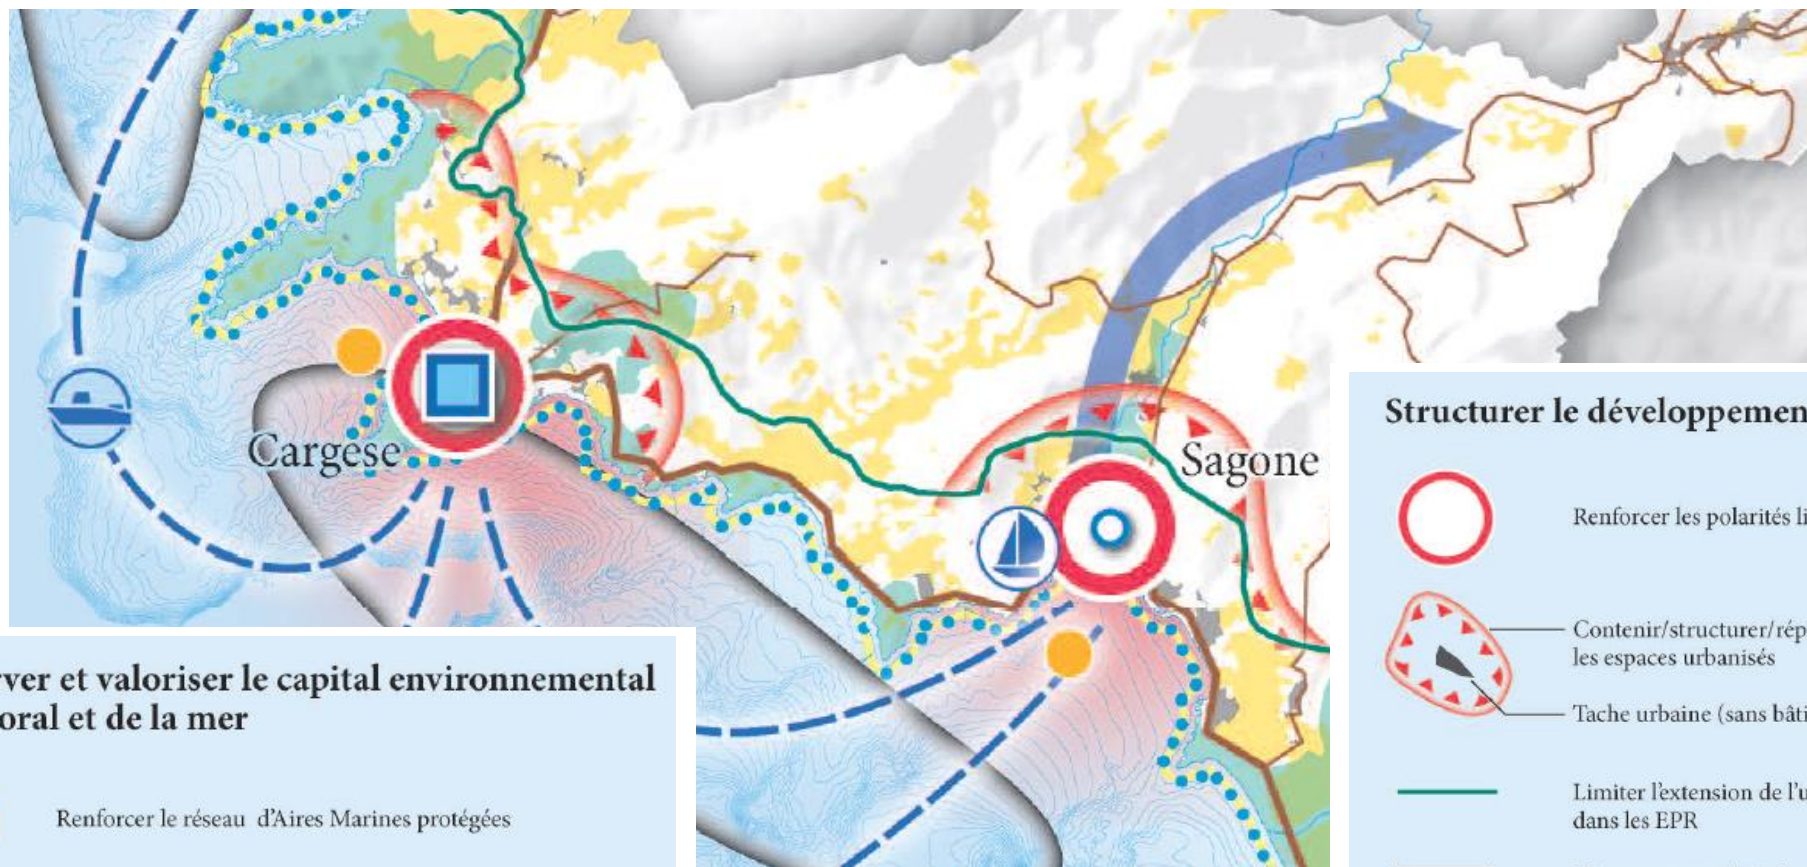 Cargèse
Sagone
Structurer le développemen
Renforcer les polarités li
Contenir/structurer/rép
les espaces urbanisés
Tache urbaine (sans bâti
Limiter l'extension de l'u
dans les EPR
rver et valoriser le capital environnemental
oral et de la mer
Renforcer le réseau d'Aires Marines protégées